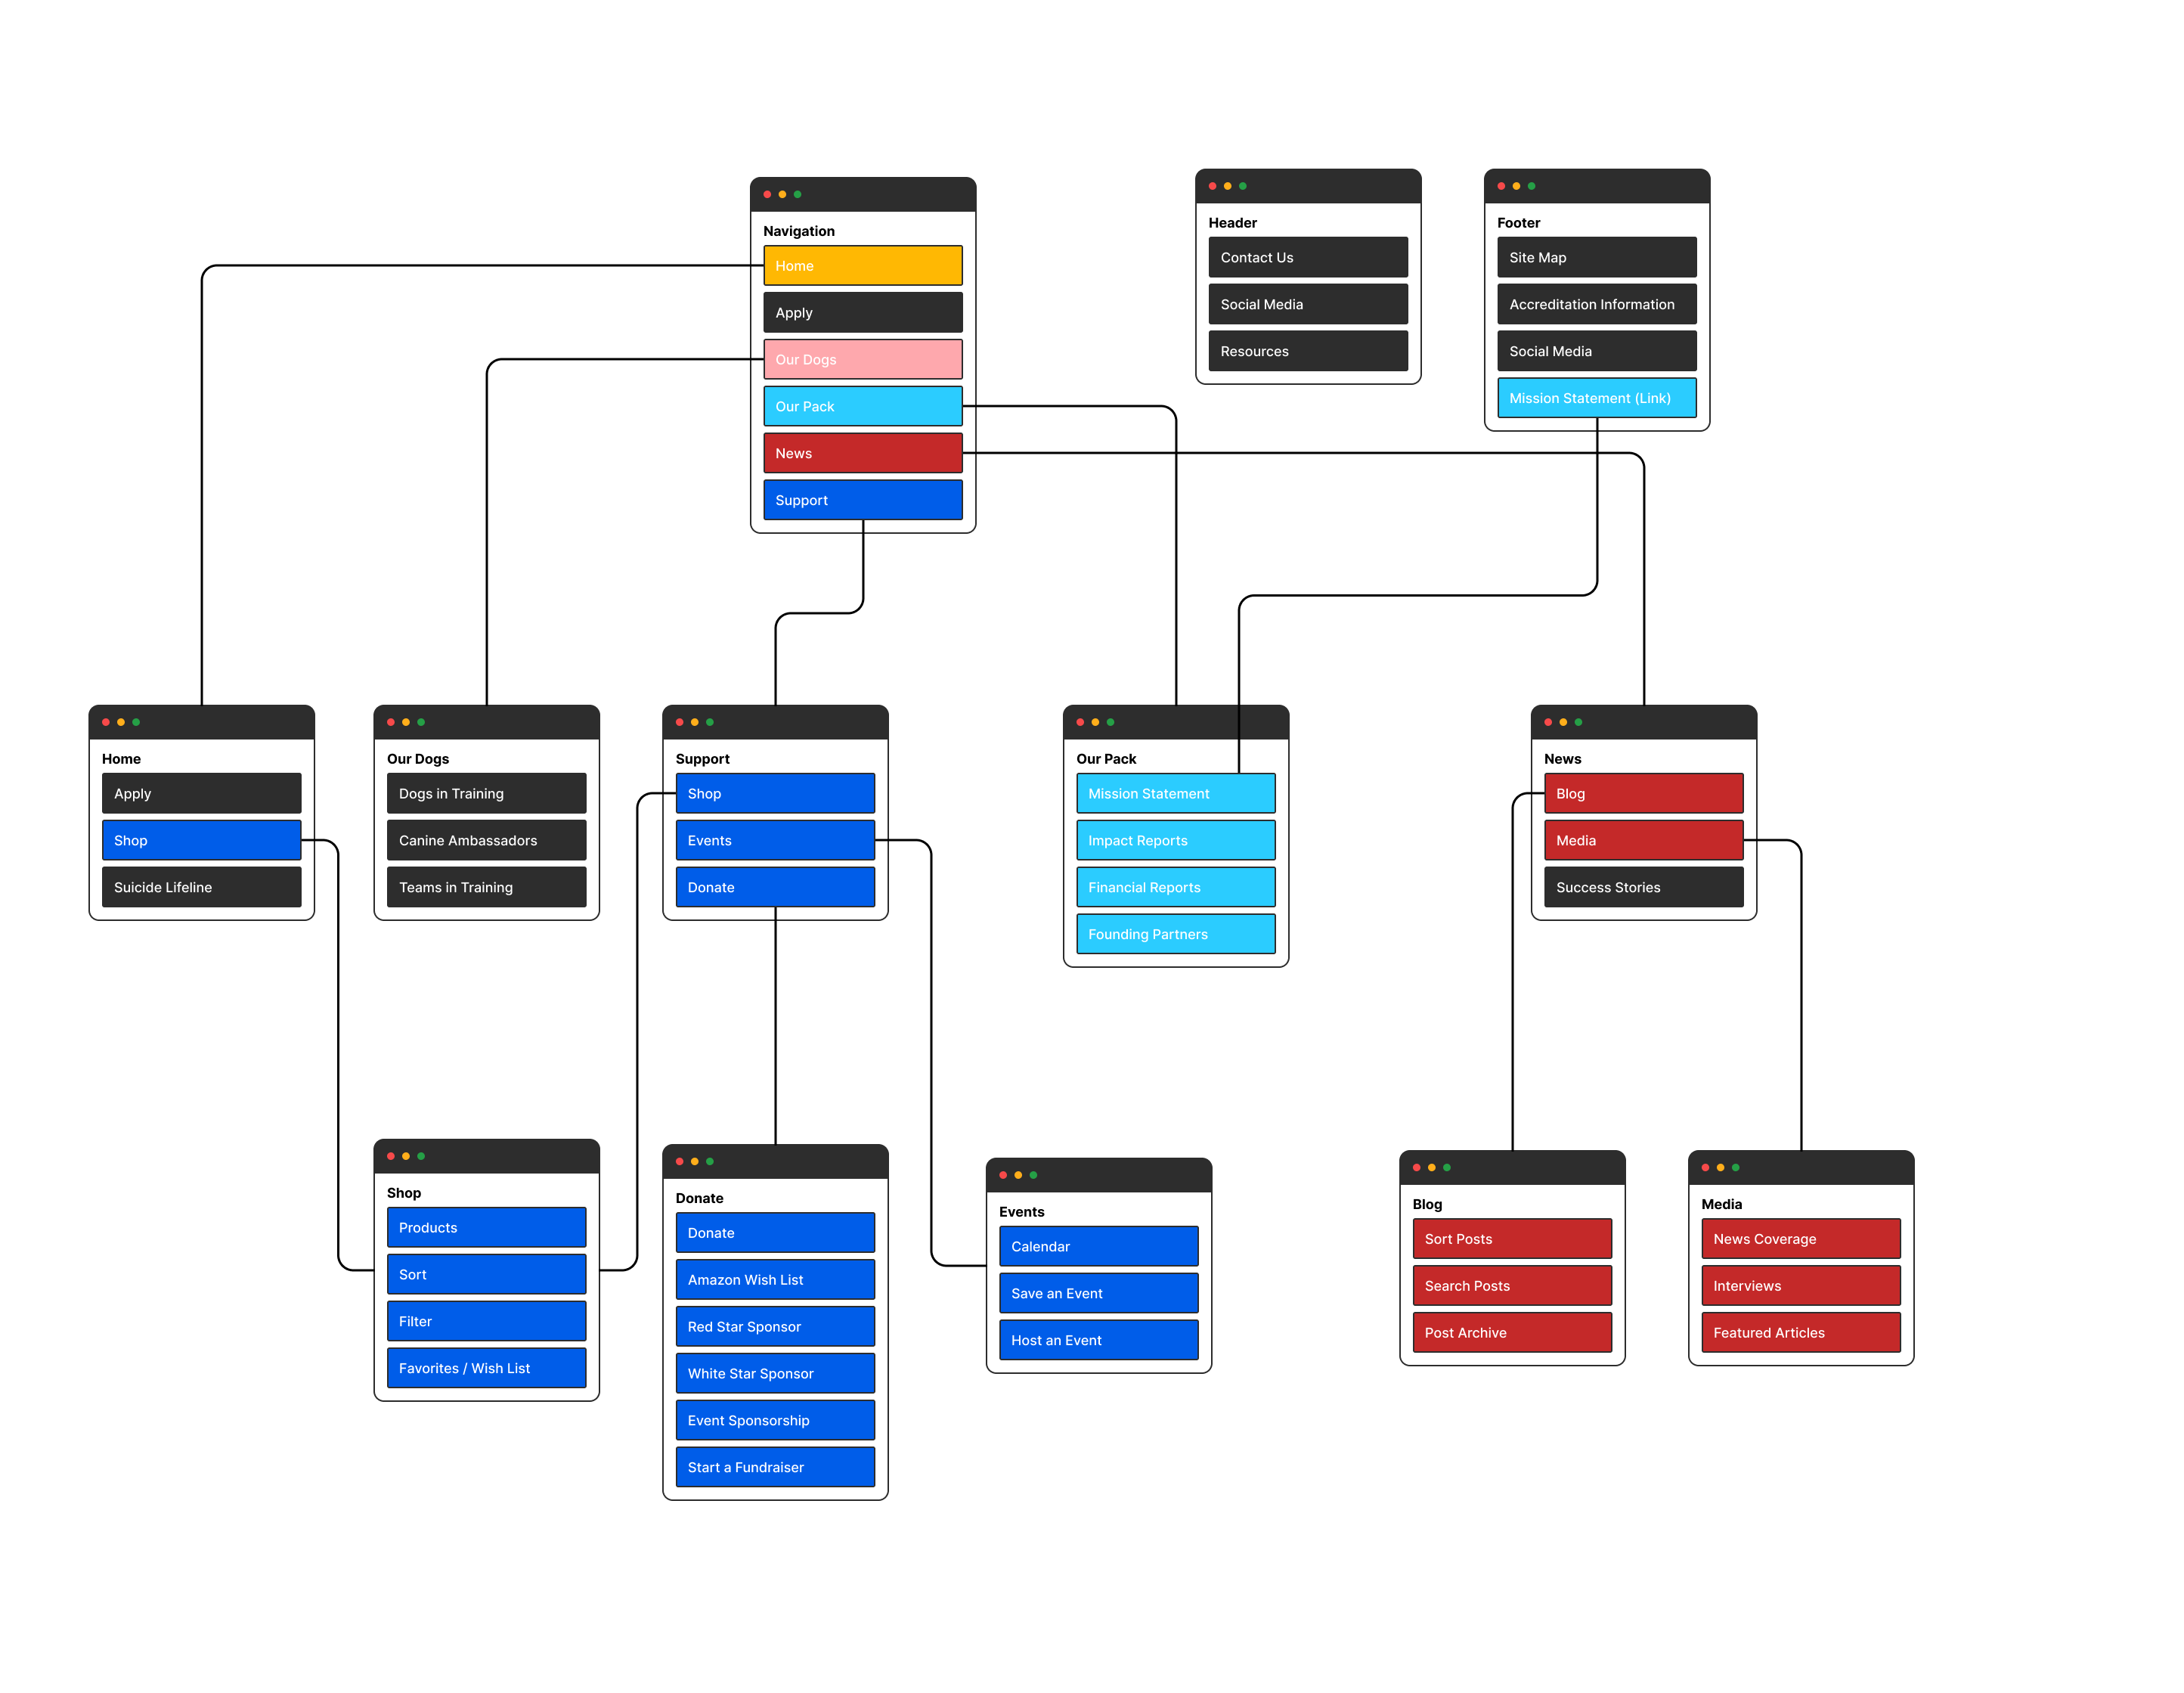 Navigation
Home
Apply
Our Dogs
Our Pack
News
Support
Header
Contact Us
Social Media
Resources
Footer
Site Map
Accreditation Information
Social Media
Mission Statement (Link)
Home
Apply
Shop
Suicide Lifeline
Our Dogs
Dogs in Training
Canine Ambassadors
Teams in Training
Support
Shop
Events
Donate
Our Pack
Mission Statement
Impact Reports
Financial Reports
Founding Partners
News
Blog
Media
Success Stories
Shop
Products
Sort
Filter
Favorites / Wish List
Donate
Donate
Amazon Wish List
Red Star Sponsor
White Star Sponsor
Event Sponsorship
Start a Fundraiser
Events
Calendar
Save an Event
Host an Event
Blog
Sort Posts
Search Posts
Post Archive
Media
News Coverage
Interviews
Featured Articles